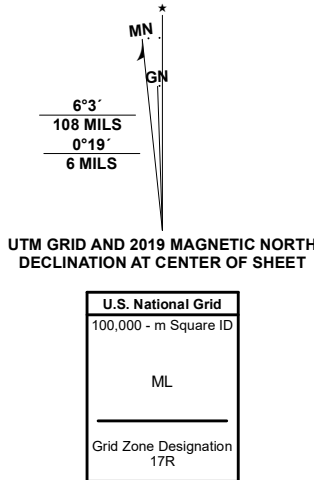 MN
GN
6°3´
108 MILS
0°19´
6 MILS
UTM GRID AND 2019 MAGNETIC NORTH
DECLINATION AT CENTER OF SHEET
U.S. National Grid
100,000 - m Square ID
ML
Grid Zone Designation
17R